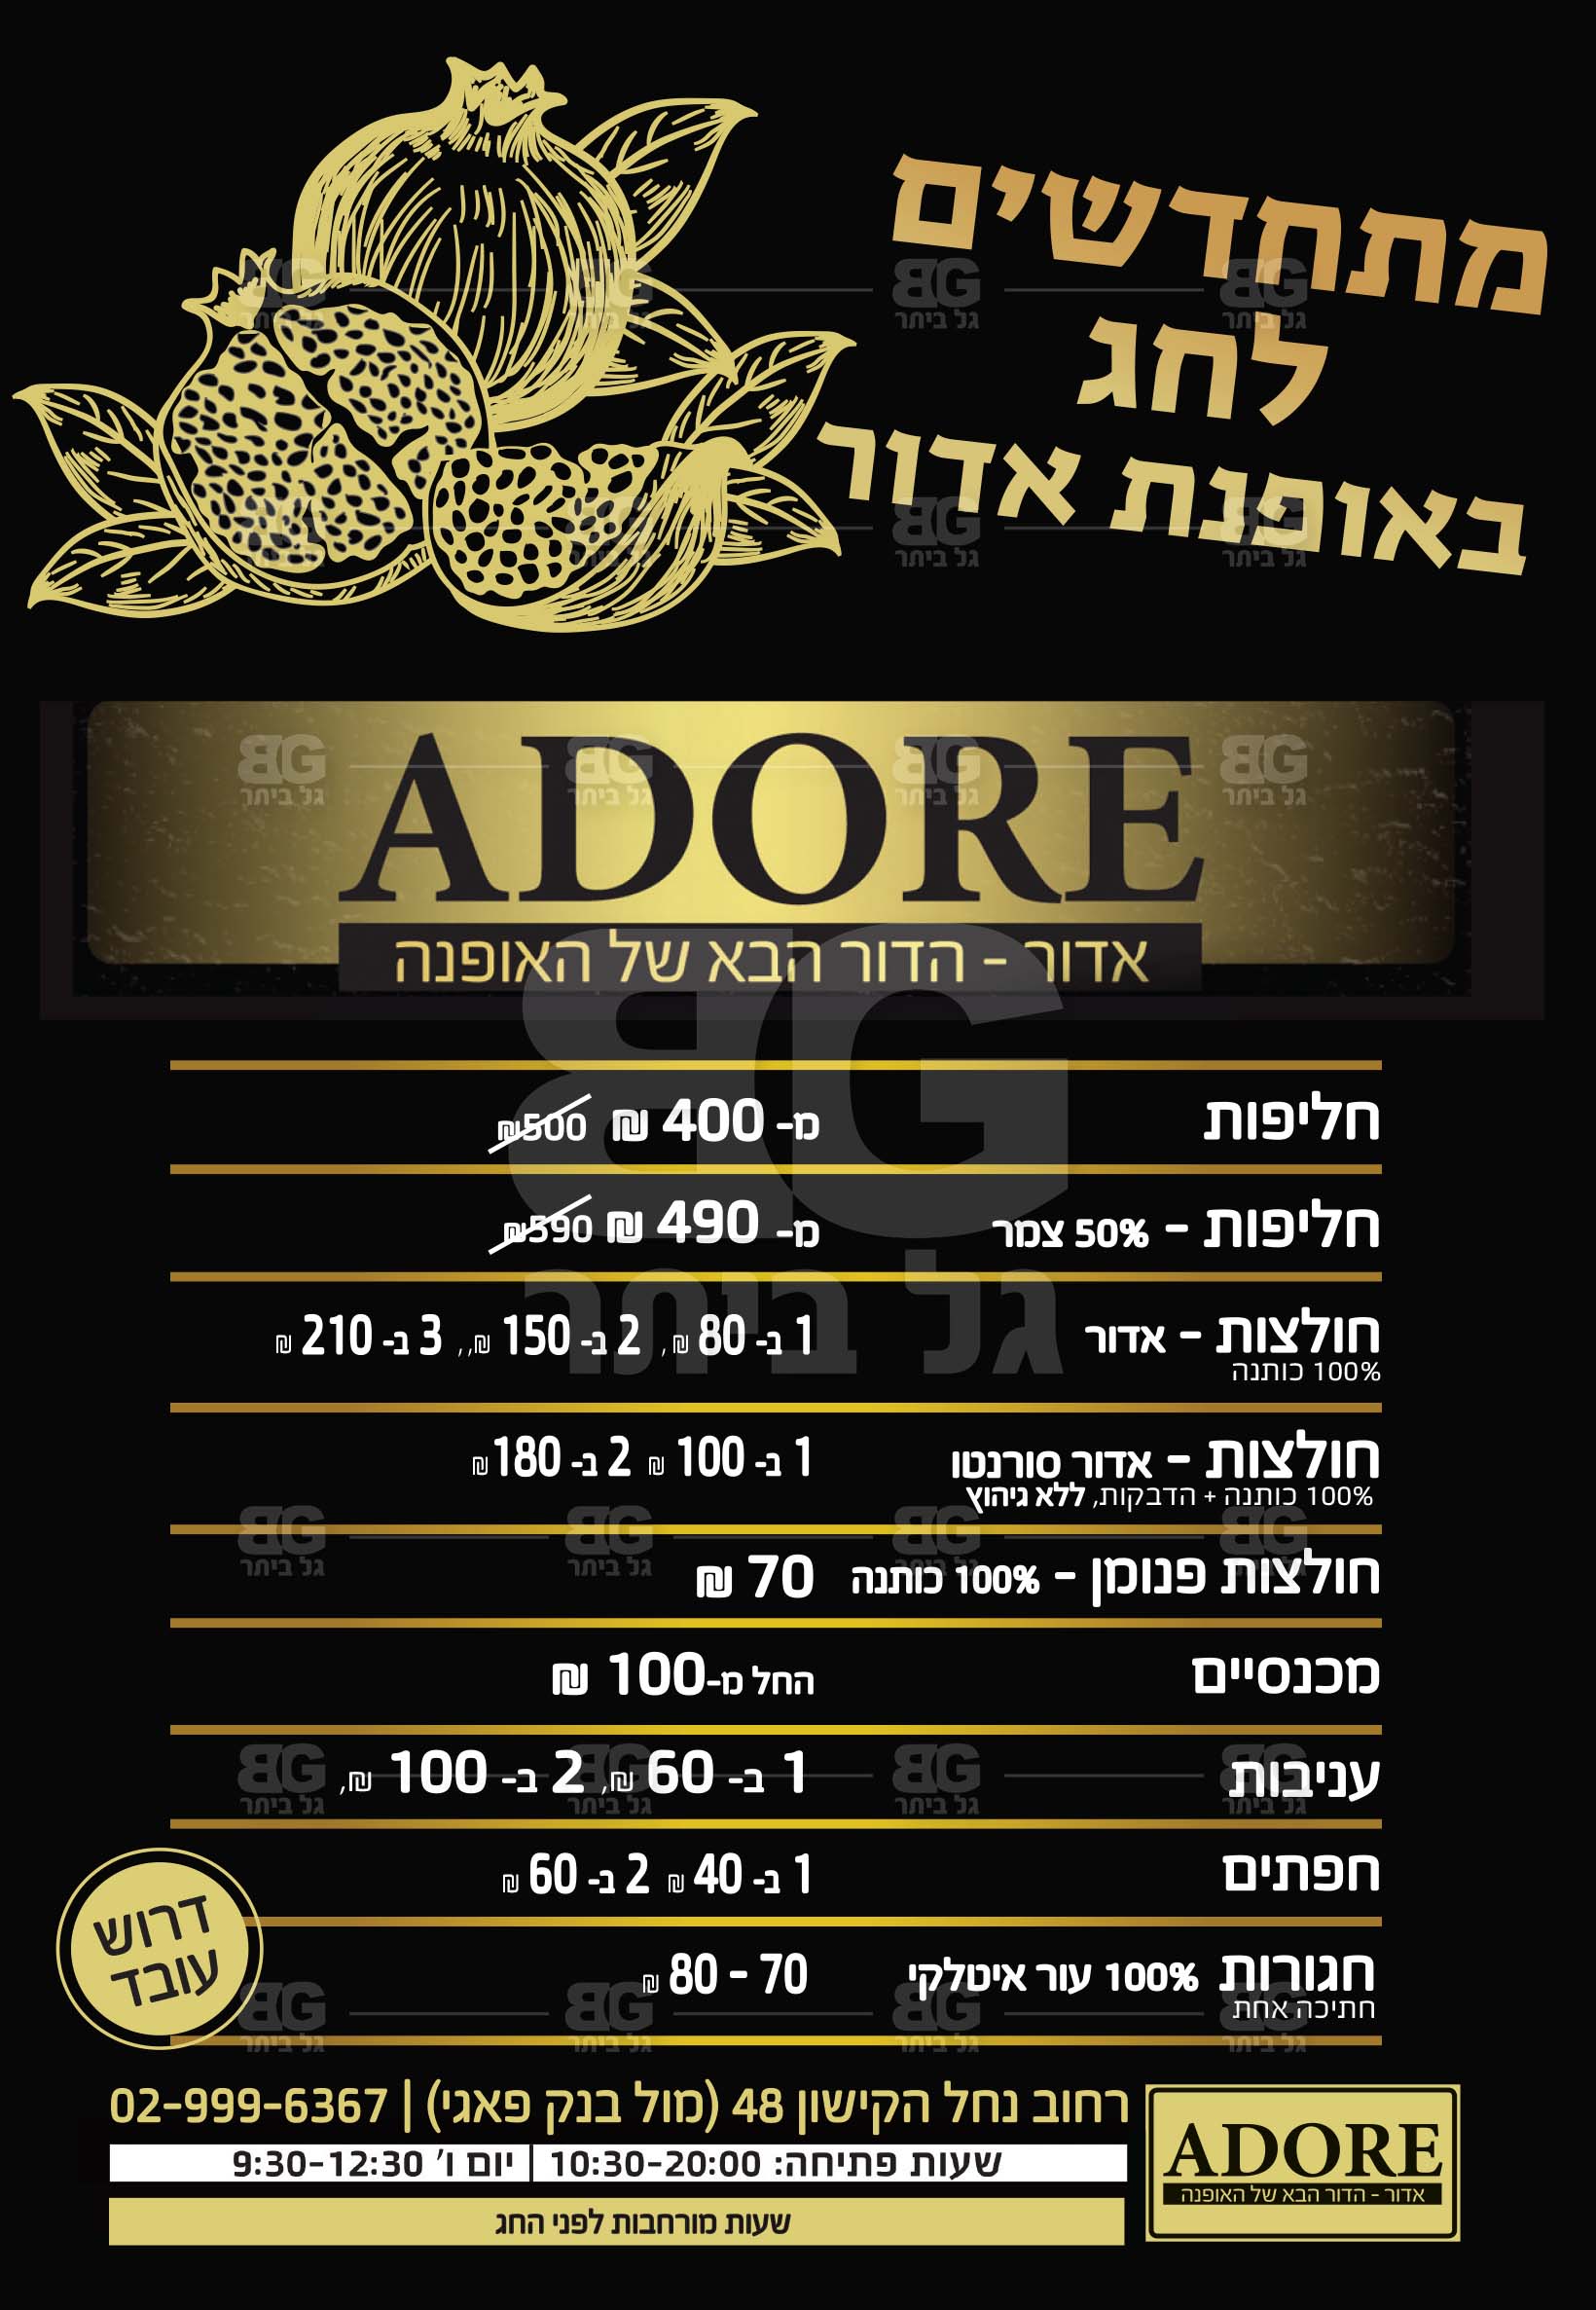 מתחדשים
לחג
באופנת אדור
ADORE
אדור - הדור הבא של האופנה
חליפות מ- 400 ₪ 500₪
חליפות - 50% צמר מ- 490 ₪ 590₪
חולצות - אדור 1 ב- 80 ₪, 2 ב- 150 ₪,, 3 ב- 210 ₪
100% כותנה
חולצות - אדור סורנטו 1 ב- 100 ₪ 2 ב- 180 ₪
100% כותנה + הדבקות, ללא גיהוץ
חולצות פנומן - 100% כותנה 70 ₪
מכנסיים החל מ-100 ₪
עניבות 1 ב- 60 ₪, 2 ב- 100 ₪,
חפתים 1 ב- 40 ₪ 2 ב- 60 ₪
חגורות 100% עור איטלקי 70 - 80 ₪
חתיכה אחת
דרוש
עובד
רחוב נחל הקישון 48 (מול בנק פאגי) | 02-999-6367
שעות פתיחה: 10:30-20:00 | יום ו' 9:30-12:30
שעות מורחבות לפני החג
ADORE
אדור - הדור הבא של האופנה
BG
גל ביתר